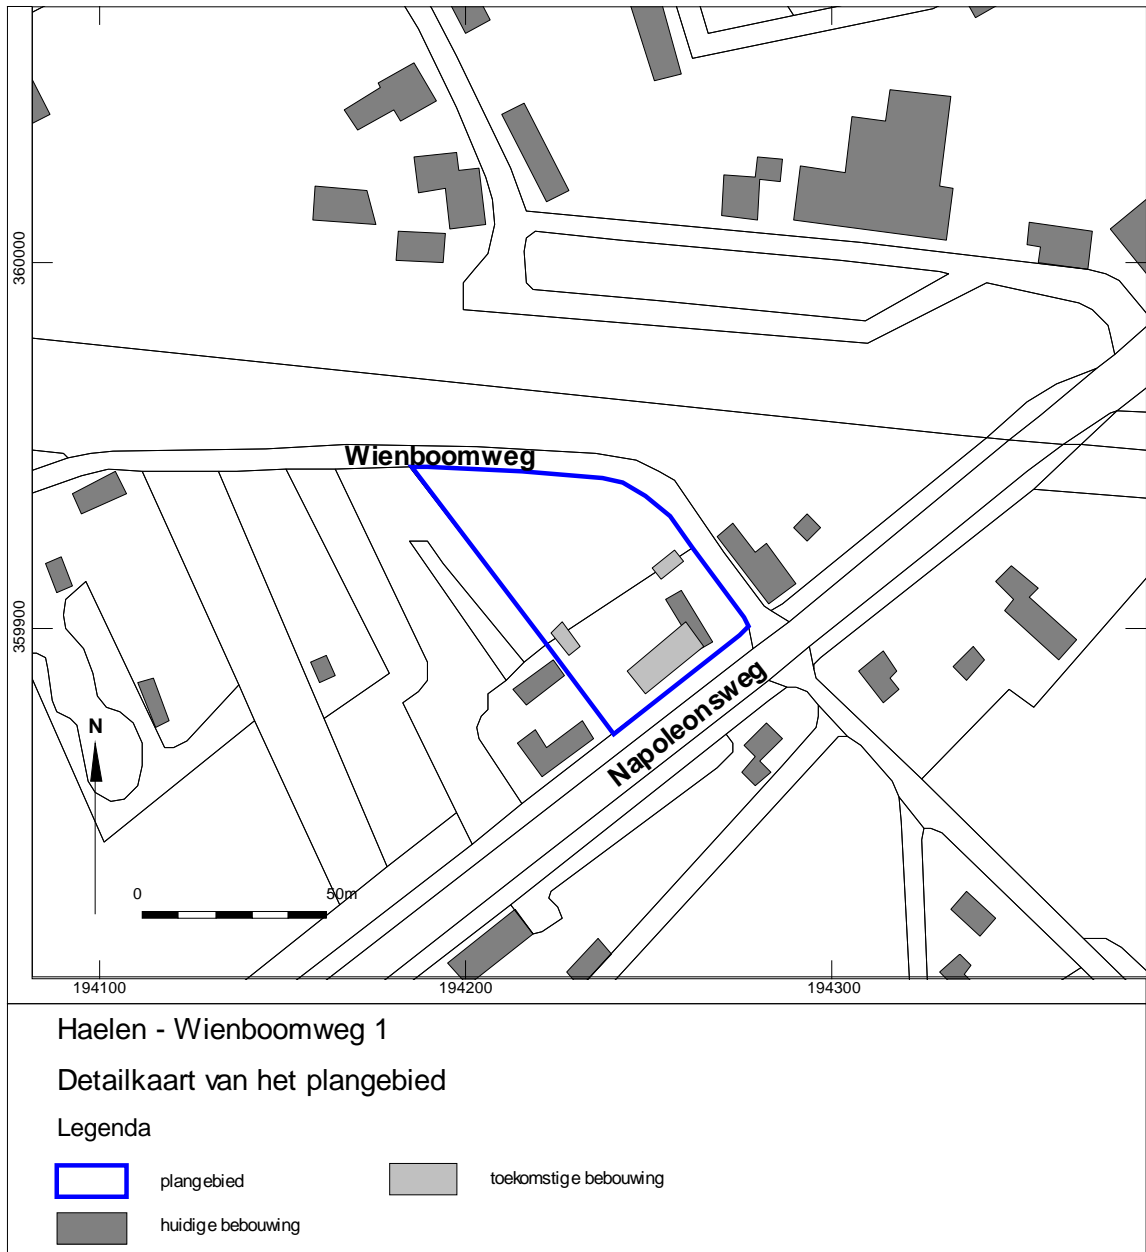 360000
Wienboomweg
359900
Napoleonsweg
N
0 50m
194100 194200 194300
Haelen - Wienboomweg 1
Detailkaart van het plangebied
Legenda
plangebied
toekomstige bebouwing
huidige bebouwing